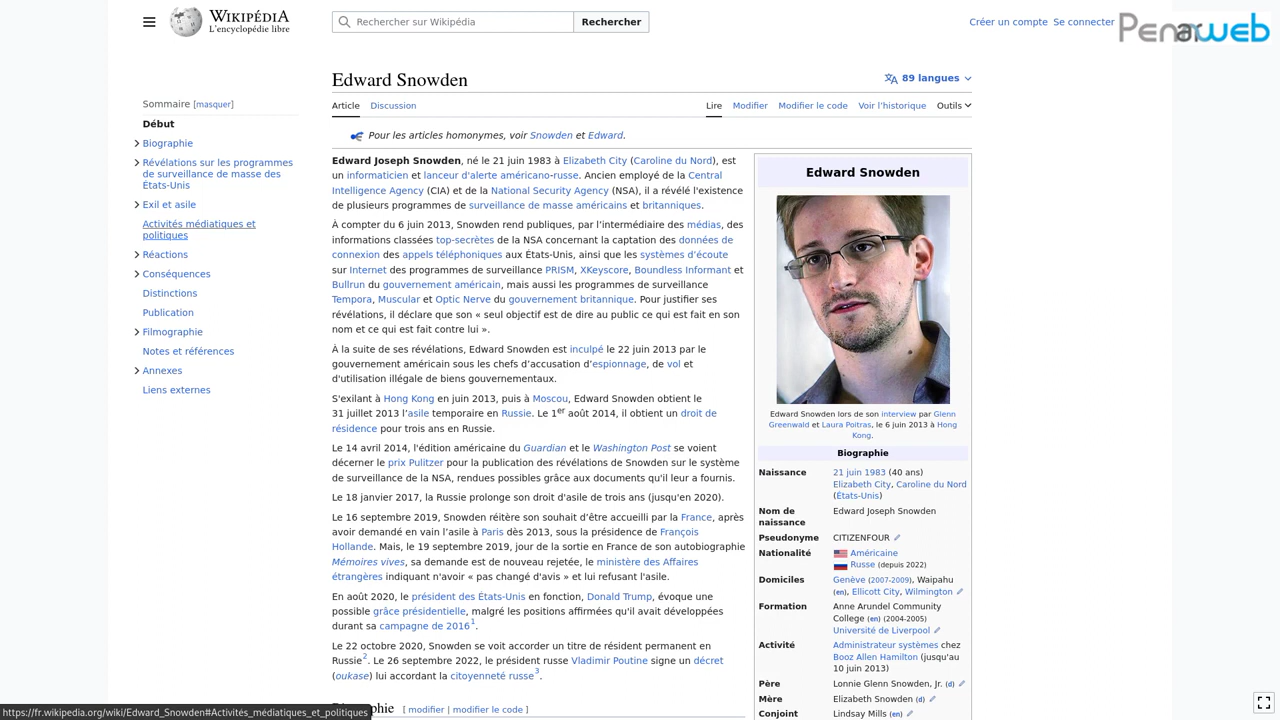 WIKIPÉDIA
L'encyclopédie libre
Rechercher sur Wikipédia
Rechercher
Créer un compte Se connecter
Penarweb
Edward Snowden
89 langues
Article Discussion
Lire Modifier Modifier le code Voir l’historique Outils
Sommaire [masquer]
Début
Biographie
Révélations sur les programmes
de surveillance de masse des
États-Unis
Exil et asile
Activités médiatiques et
politiques
Réactions
Conséquences
Distinctions
Publication
Filmographie
Notes et références
Annexes
Liens externes
Pour les articles homonymes, voir Snowden et Edward.
Edward Joseph Snowden, né le 21 juin 1983 à Elizabeth City (Caroline du Nord), est
un informaticien et lanceur d'alerte américano-russe. Ancien employé de la Central
Intelligence Agency (CIA) et de la National Security Agency (NSA), il a révélé l'existence
de plusieurs programmes de surveillance de masse américains et britanniques.
À compter du 6 juin 2013, Snowden rend publiques, par l’intermédiaire des médias, des
informations classées top-secrètes de la NSA concernant la captation des données de
connexion des appels téléphoniques aux États-Unis, ainsi que les systèmes d’écoute
sur Internet des programmes de surveillance PRISM, XKeyscore, Boundless Informant et
Bullrun du gouvernement américain, mais aussi les programmes de surveillance
Tempora, Muscular et Optic Nerve du gouvernement britannique. Pour justifier ses
révélations, il déclare que son « seul objectif est de dire au public ce qui est fait en son
nom et ce qui est fait contre lui ».
À la suite de ses révélations, Edward Snowden est inculpé le 22 juin 2013 par le
gouvernement américain sous les chefs d’accusation d’espionnage, de vol et
d'utilisation illégale de biens gouvernementaux.
S'exilant à Hong Kong en juin 2013, puis à Moscou, Edward Snowden obtient le
31 juillet 2013 l’asile temporaire en Russie. Le 1er août 2014, il obtient un droit de
résidence pour trois ans en Russie.
Le 14 avril 2014, l'édition américaine du Guardian et le Washington Post se voient
décerner le prix Pulitzer pour la publication des révélations de Snowden sur le système
de surveillance de la NSA, rendues possibles grâce aux documents qu'il leur a fournis.
Le 18 janvier 2017, la Russie prolonge son droit d'asile de trois ans (jusqu'en 2020).
Le 16 septembre 2019, Snowden réitère son souhait d’être accueilli par la France, après
avoir demandé en vain l’asile à Paris dès 2013, sous la présidence de François
Hollande. Mais, le 19 septembre 2019, jour de la sortie en France de son autobiographie
Mémoires vives, sa demande est de nouveau rejetée, le ministère des Affaires
étrangères indiquant n'avoir « pas changé d'avis » et lui refusant l'asile.
En août 2020, le président des États-Unis en fonction, Donald Trump, évoque une
possible grâce présidentielle, malgré les positions affirmées qu'il avait développées
durant sa campagne de 2016 1.
Le 22 octobre 2020, Snowden se voit accorder un titre de résident permanent en
Russie 2. Le 26 septembre 2022, le président russe Vladimir Poutine signe un décret
(oukase) lui accordant la citoyenneté russe 3.
phie [ modifier | modifier le code ]
Edward Snowden
Edward Snowden lors de son interview par Glenn
Greenwald et Laura Poitras, le 6 juin 2013 à Hong
Kong.
Biographie
Naissance 21 juin 1983 (40 ans)
Elizabeth City, Caroline du Nord
(États-Unis)
Nom de naissance Edward Joseph Snowden
Pseudonyme CITIZENFOUR
Nationalité Américaine
Russe (depuis 2022)
Domiciles Genève (2007-2009), Waipahu
(en), Ellicott City, Wilmington
Formation Anne Arundel Community
College (en) (2004-2005)
Université de Liverpool
Activité Administrateur systèmes chez
Booz Allen Hamilton (jusqu'au
10 juin 2013)
Père Lonnie Glenn Snowden, Jr. (d)
Mère Elizabeth Snowden (d)
Conjoint Lindsay Mills (en)
https://fr.wikipedia.org/wiki/Edward_Snowden#Activités_médiatiques_et_politiques